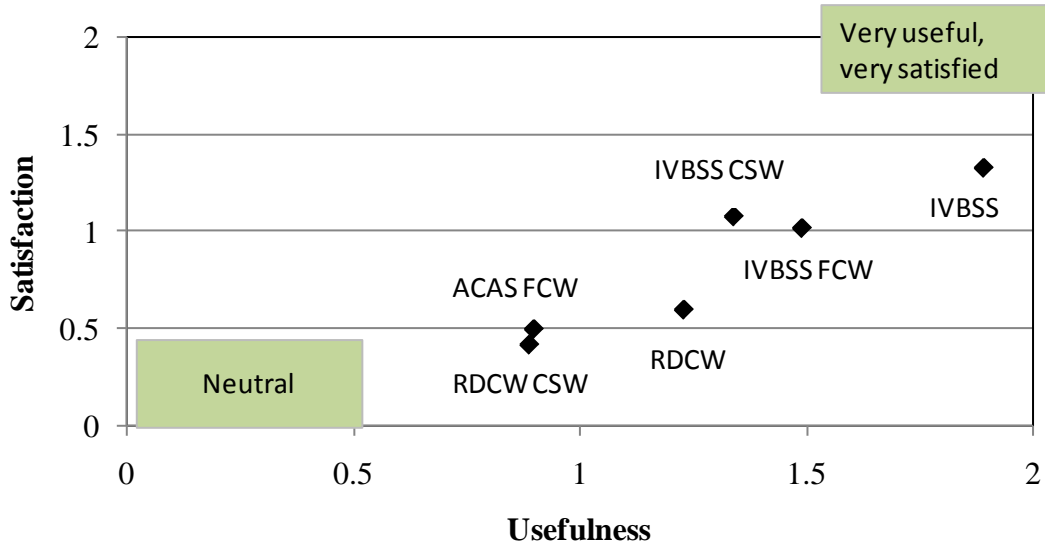 Very useful,
very satisfied
2
1.5
1
0.5
0
Satisfaction
IVBSS CSW
IVBSS
IVBSS FCW
ACAS FCW
RDCW
RDCW CSW
Neutral
0
0.5
1
1.5
2
Usefulness